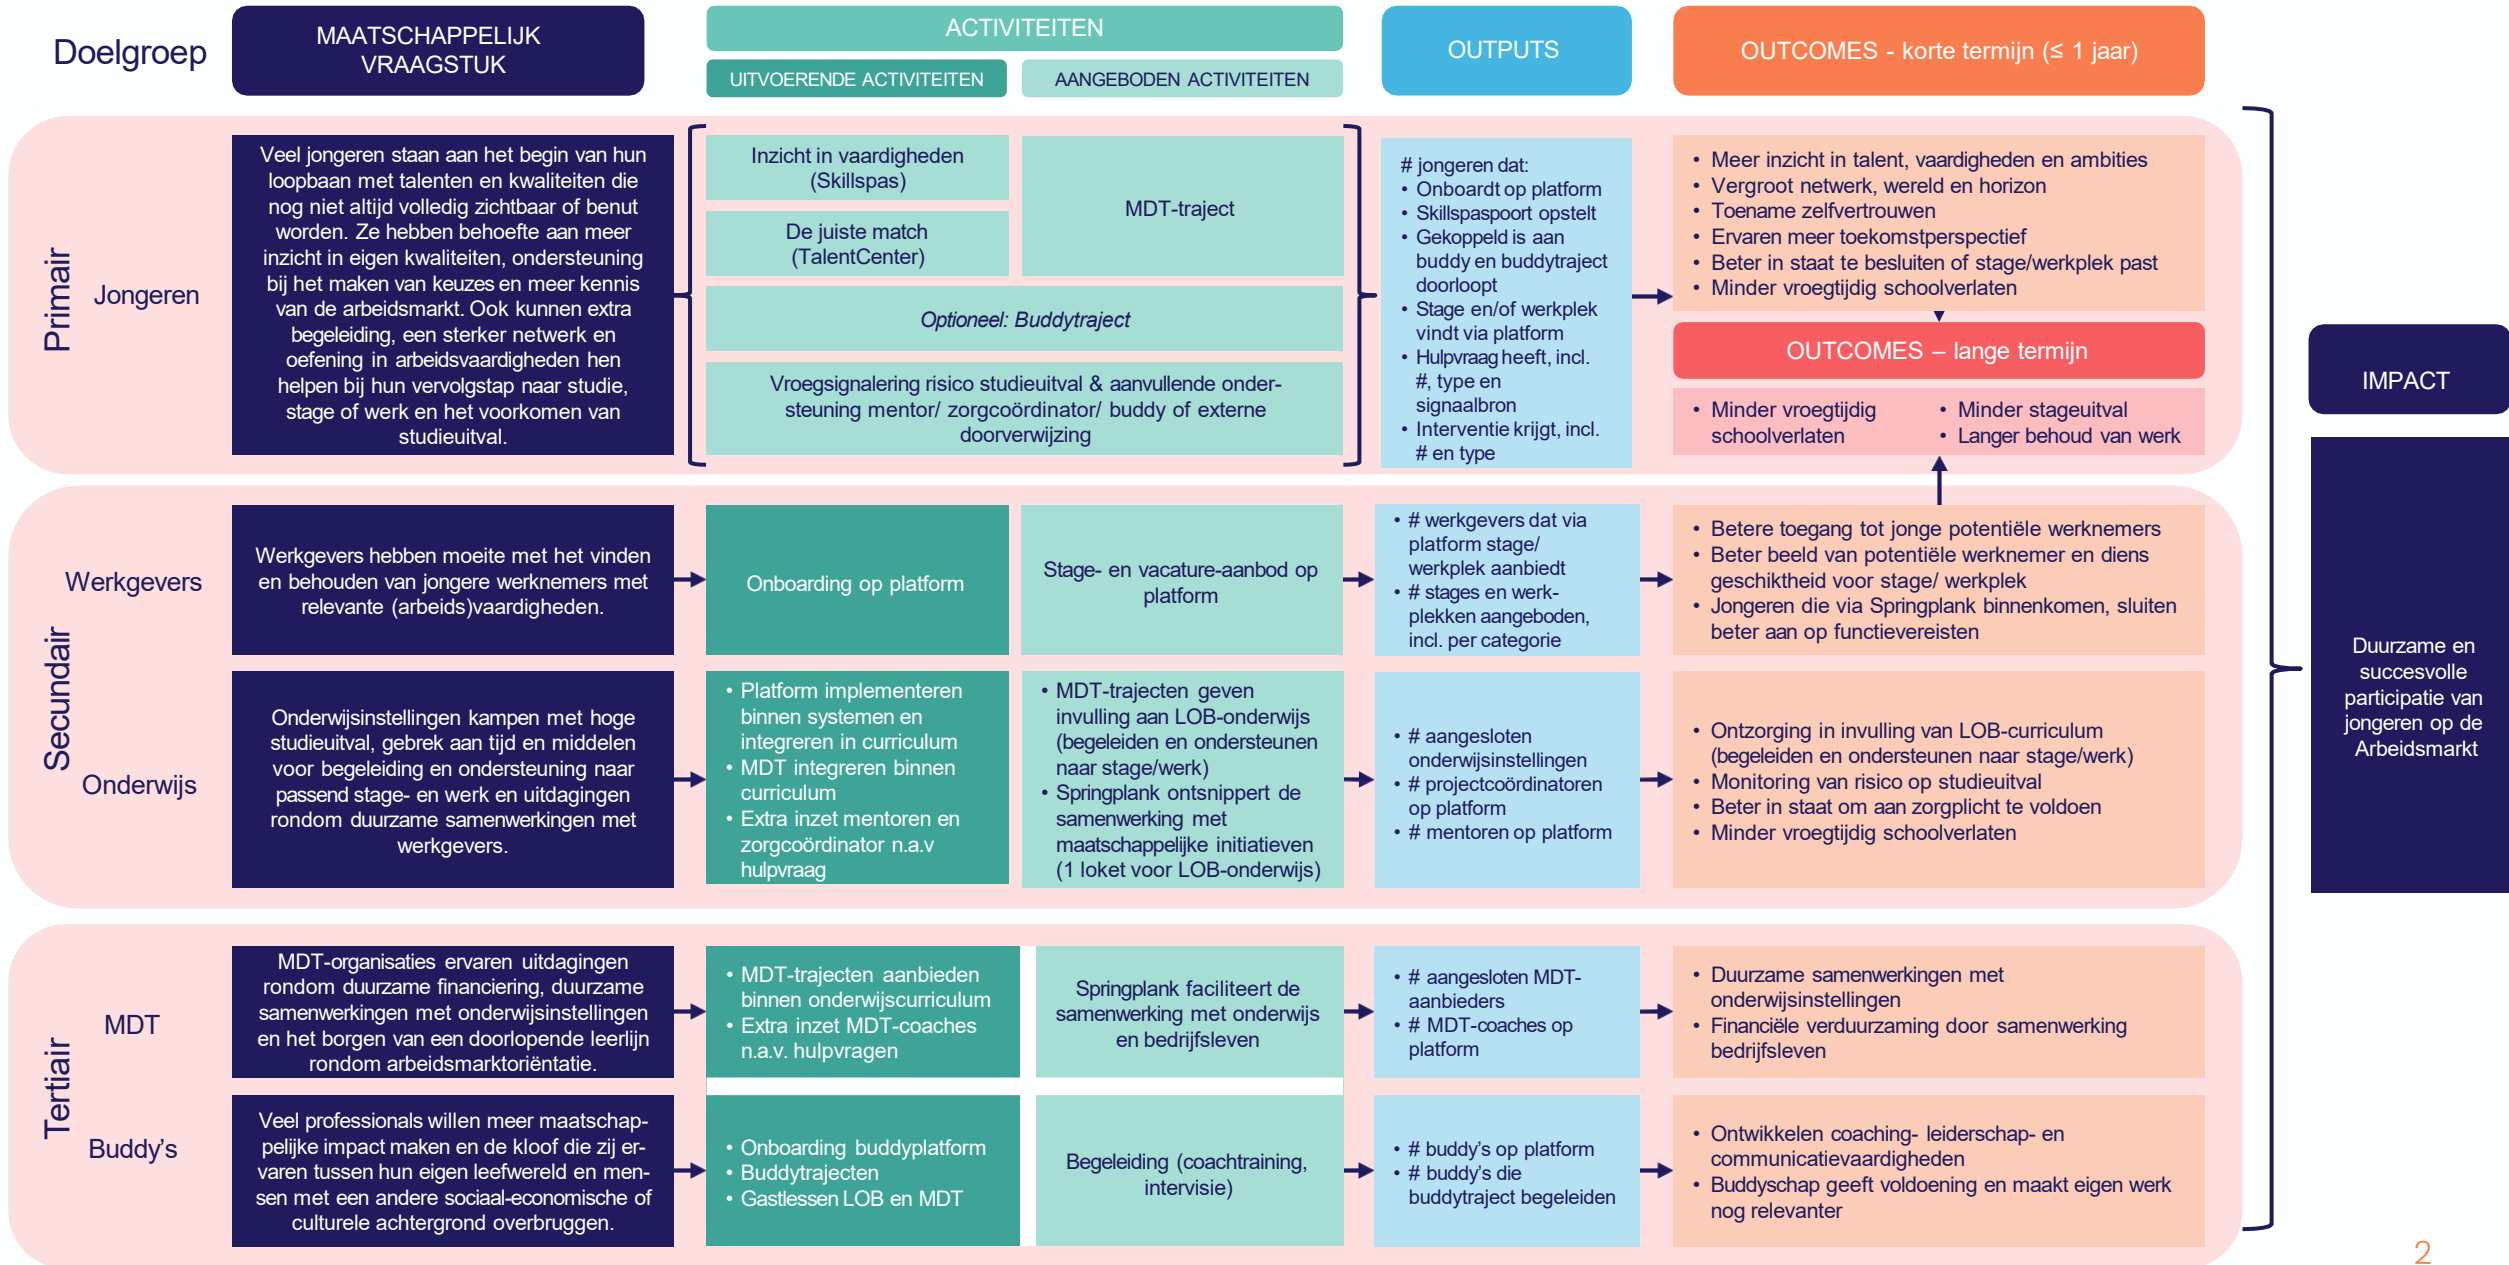 Doelgroep
MAATSCHAPPELIJK
VRAAGSTUK
ACTIVITEITEN
UITVOERENDE ACTIVITEITEN
AANGEBODEN ACTIVITEITEN
OUTPUTS
OUTCOMES - korte termijn (≤ 1 jaar)
Primair
Jongeren
Veel jongeren staan aan het begin van hun
loopbaan met talenten en kwaliteiten die
nog niet altijd volledig zichtbaar of benut
worden. Ze hebben behoefte aan meer
inzicht in eigen kwaliteiten, ondersteuning
bij het maken van keuzes en meer kennis
van de arbeidsmarkt. Ook kunnen extra
begeleiding, een sterker netwerk en
oefening in arbeidsvaardigheden hen
helpen bij hun vervolgstap naar studie,
stage of werk en het voorkomen van
studieuitval.
Inzicht in vaardigheden
(Skillspas)
De juiste match
(TalentCenter)
MDT-traject
Optioneel: Buddytraject
Vroegsignalering risico studieuitval & aanvullende onder-
steuning mentor/ zorgcoördinator/ buddy of externe
doorverwijzing
# jongeren dat:
• Onboardt op platform
• Skillspaspoort opstelt
• Gekoppeld is aan
buddy en buddytraject
doorloopt
• Stage en/of werkplek
vindt via platform
• Hulpvraag heeft, incl.
#, type en
signaalbron
• Interventie krijgt, incl.
# en type
• Meer inzicht in talent, vaardigheden en ambities
• Vergroot netwerk, wereld en horizon
• Toename zelfvertrouwen
• Ervaren meer toekomstperspectief
• Beter in staat te besluiten of stage/werkplek past
• Minder vroegtijdig schoolverlaten
OUTCOMES – lange termijn
• Minder vroegtijdig
schoolverlaten
• Minder stageuitval
• Langer behoud van werk
IMPACT
Duurzame en
succesvolle
participatie van
jongeren op de
Arbeidsmarkt
Secundair
Werkgevers
Werkgevers hebben moeite met het vinden
en behouden van jongere werknemers met
relevante (arbeids)vaardigheden.
Onboarding op platform
Stage- en vacature-aanbod op
platform
• # werkgevers dat via
platform stage/
werkplek aanbiedt
• # stages en werk-
plekken aangeboden,
incl. per categorie
• Betere toegang tot jonge potentiële werknemers
• Beter beeld van potentiële werknemer en diens
geschiktheid voor stage/ werkplek
• Jongeren die via Springplank binnenkomen, sluiten
beter aan op functievereisten
Onderwijs
Onderwijsinstellingen kampen met hoge
studieuitval, gebrek aan tijd en middelen
voor begeleiding en ondersteuning naar
passend stage- en werk en uitdagingen
rondom duurzame samenwerkingen met
werkgevers.
• Platform implementeren
binnen systemen en
integreren in curriculum
• MDT integreren binnen
curriculum
• Extra inzet mentoren en
zorgcoördinator n.a.v
hulpvraag
• MDT-trajecten geven
invulling aan LOB-onderwijs
(begeleiden en ondersteunen
naar stage/werk)
• Springplank ontsnippert de
samenwerking met
maatschappelijke initiatieven
(1 loket voor LOB-onderwijs)
• # aangesloten
onderwijsinstellingen
• # projectcoördinatoren
op platform
• # mentoren op platform
• Ontzorging in invulling van LOB-curriculum
(begeleiden en ondersteunen naar stage/werk)
• Monitoring van risico op studieuitval
• Beter in staat om aan zorgplicht te voldoen
• Minder vroegtijdig schoolverlaten
Tertiair
MDT
MDT-organisaties ervaren uitdagingen
rondom duurzame financiering, duurzame
samenwerkingen met onderwijsinstellingen
en het borgen van een doorlopende leerlijn
rondom arbeidsmarktoriëntatie.
• MDT-trajecten aanbieden
binnen onderwijscurriculum
• Extra inzet MDT-coaches
n.a.v. hulpvragen
Springplank faciliteert de
samenwerking met onderwijs
en bedrijfsleven
• # aangesloten MDT-
aanbieders
• # MDT-coaches op
platform
• Duurzame samenwerkingen met
onderwijsinstellingen
• Financiële verduurzaming door samenwerking
bedrijfsleven
Buddy's
Veel professionals willen meer maatschap-
pelijke impact maken en de kloof die zij er-
varen tussen hun eigen leefwereld en men-
sen met een andere sociaal-economische of
culturele achtergrond overbruggen.
• Onboarding buddyplatform
• Buddytrajecten
• Gastlessen LOB en MDT
Begeleiding (coachtraining,
intervisie)
• # buddy's op platform
• # buddy's die
buddytraject begeleiden
• Ontwikkelen coaching- leiderschap- en
communicatievaardigheden
• Buddyschap geeft voldoening en maakt eigen werk
nog relevanter
2